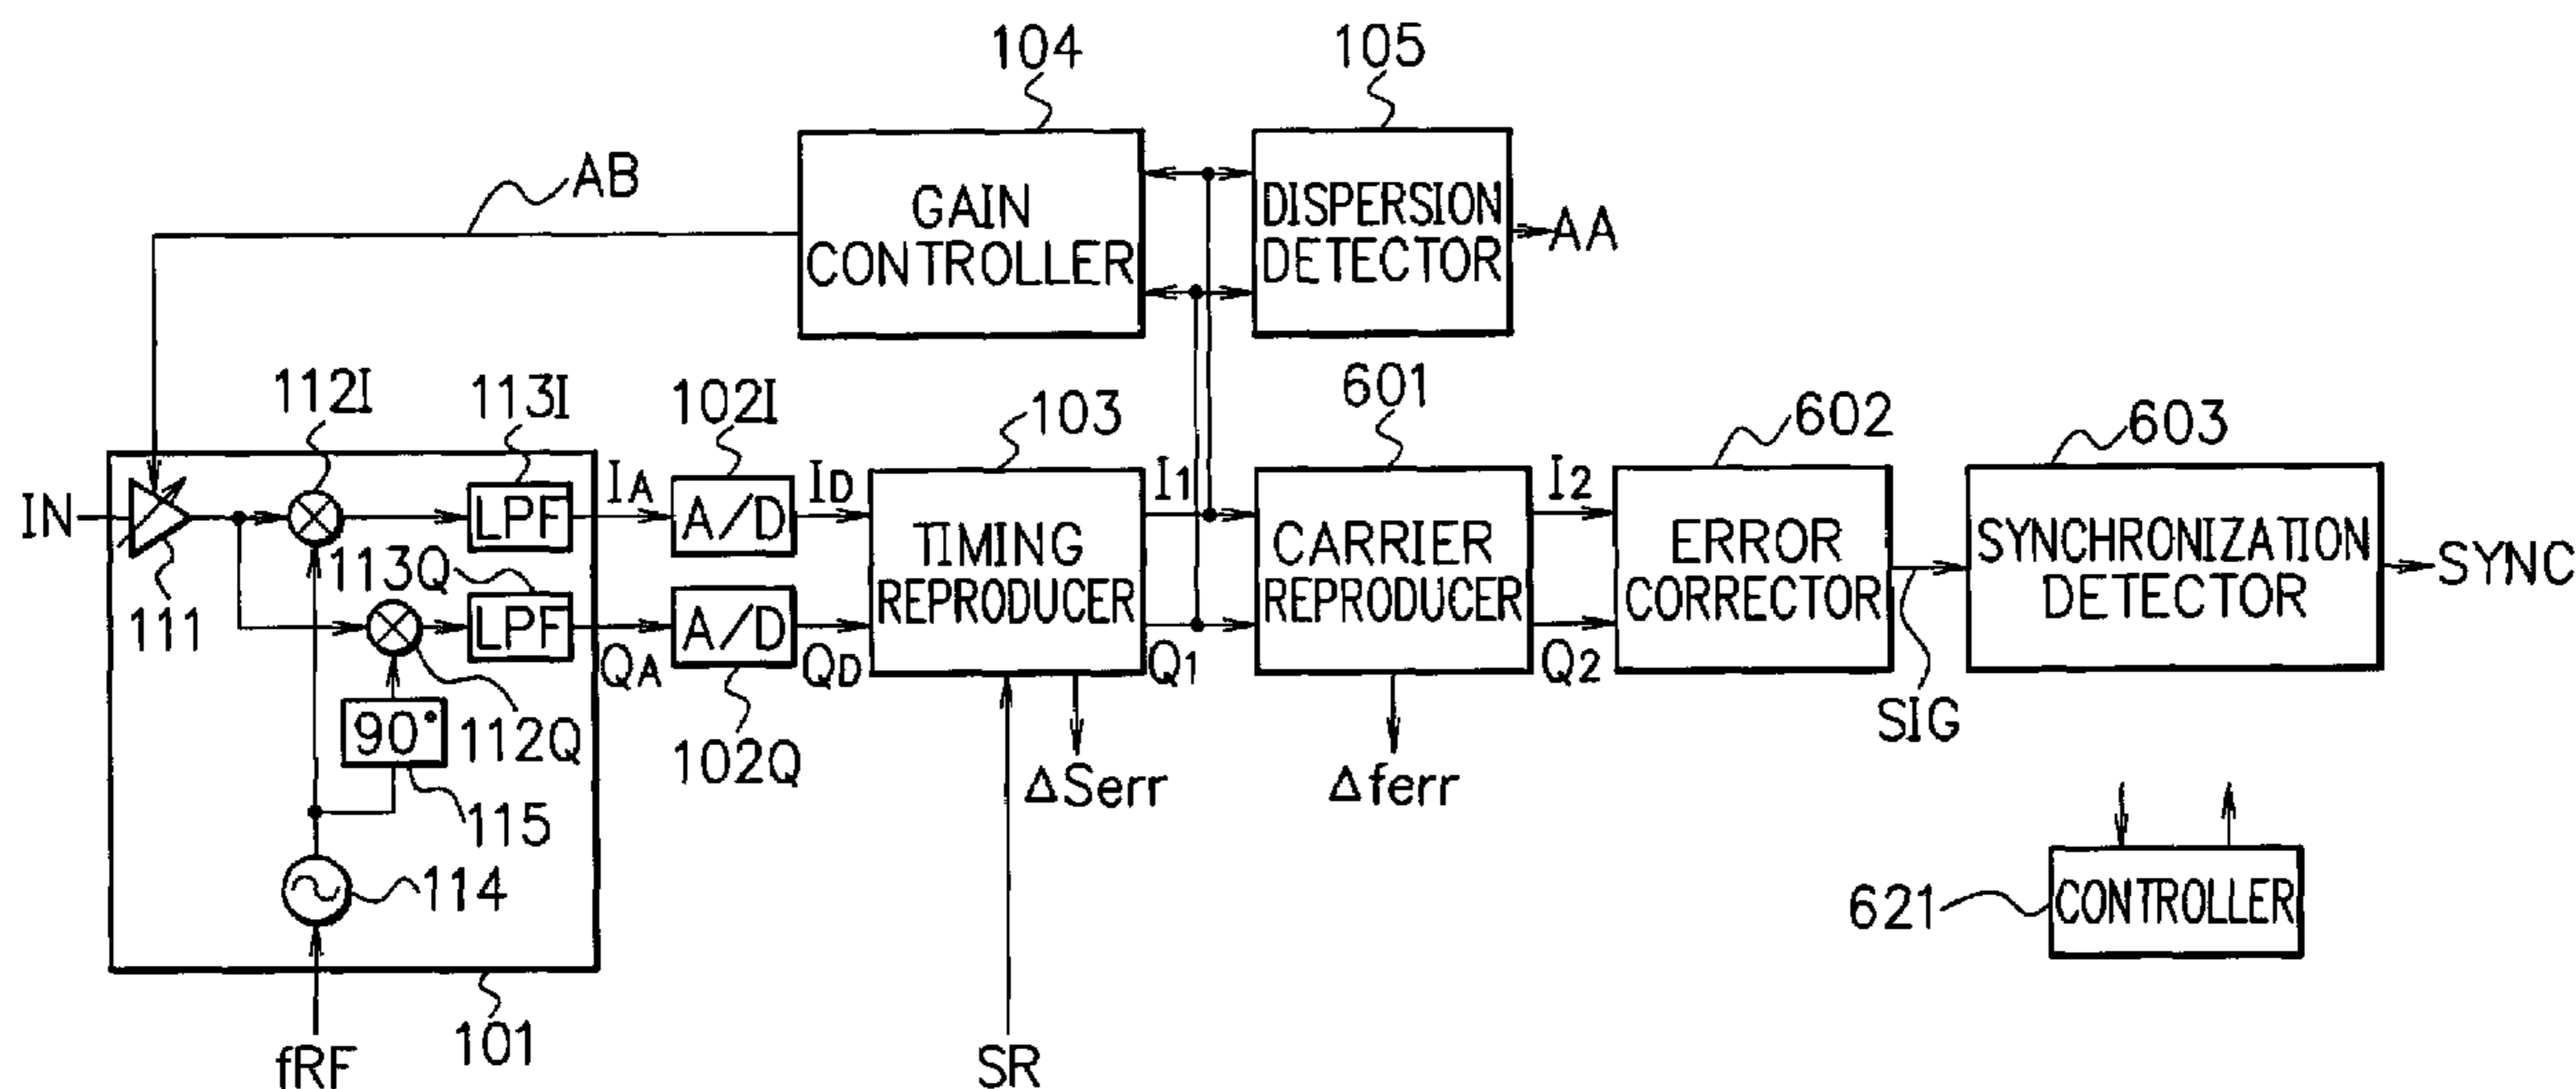 104
105
AB
GAIN
CONTROLLER
DISPERSION
DETECTOR
AA
112I
113I
102I
103
601
602
603
IN
111
LPF
IA
A/D
ID
TIMING
REPRODUCER
I1
CARRIER
REPRODUCER
I2
ERROR
CORRECTOR
SYNCHRONIZATION
DETECTOR
SYNC
113Q
LPF
QA
A/D
QD
Q1
Q2
SIG
90°
112Q
102Q
ΔSerr
Δferr
115
114
621
CONTROLLER
101
fRF
SR